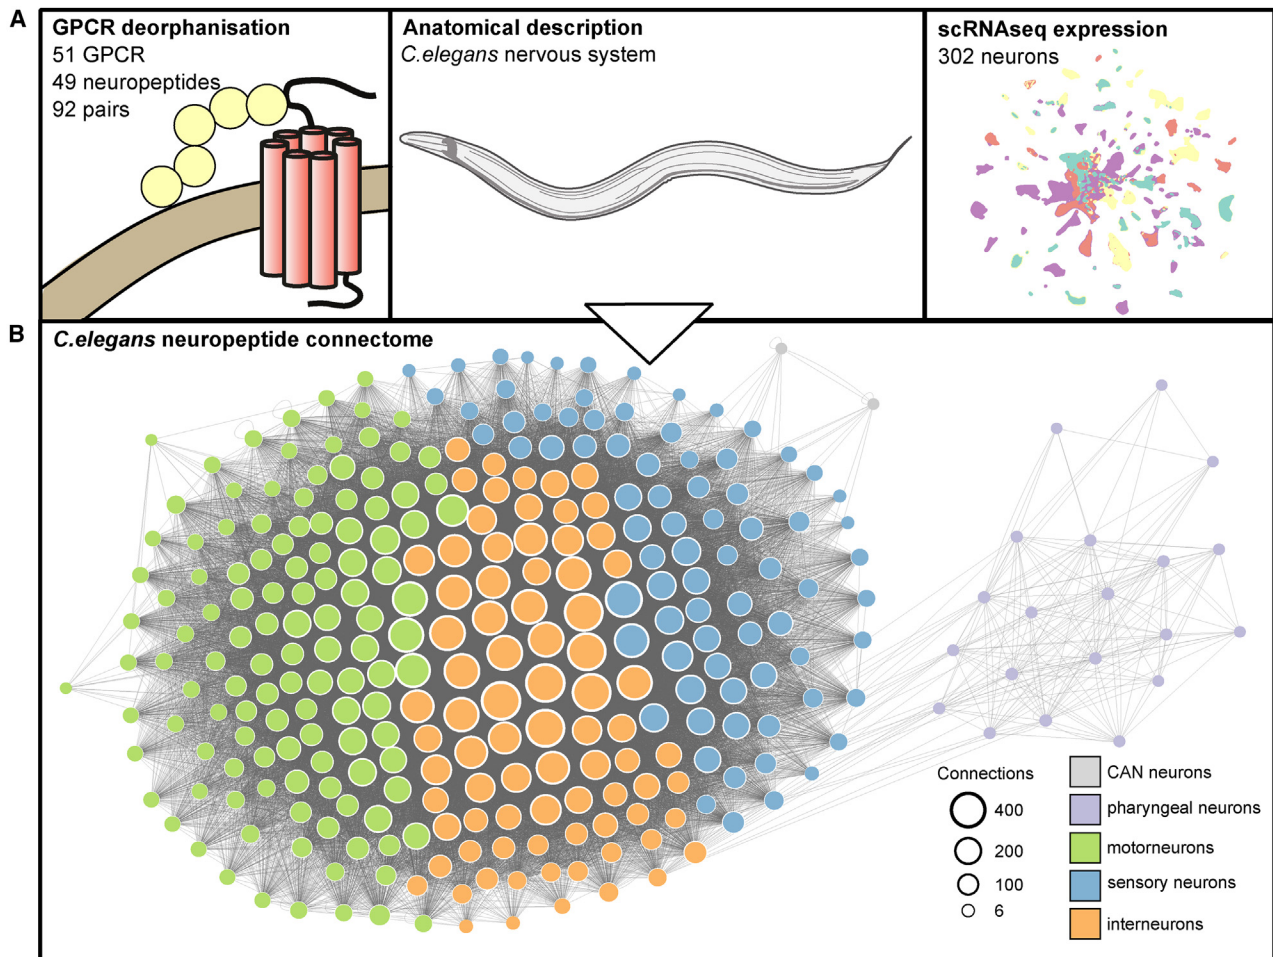 A
GPCR deorphanisation
51 GPCR
49 neuropeptides
92 pairs
Anatomical description
C.elegans nervous system
scRNAseq expression
302 neurons
B
C.elegans neuropeptide connectome
Connections
400
200
100
6
CAN neurons
pharyngeal neurons
motorneurons
sensory neurons
interneurons